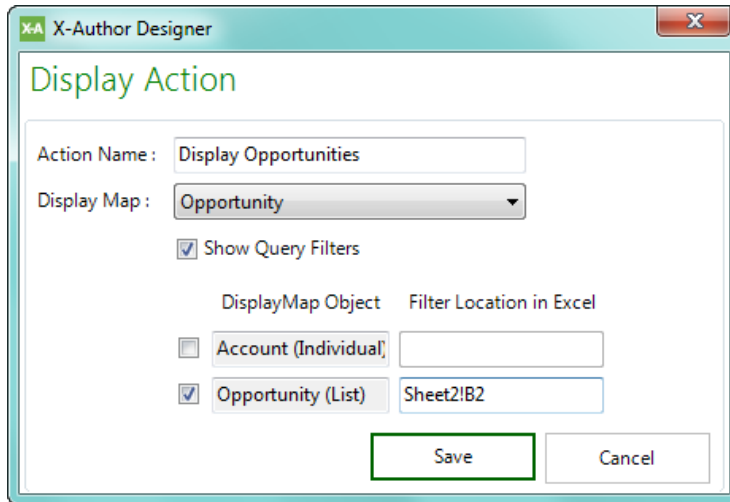 X-A X-Author Designer X
Display Action
Action Name : Display Opportunities
Display Map : Opportunity
Show Query Filters
DisplayMap Object Filter Location in Excel
Account (Individual)
Opportunity (List) Sheet2!B2
Save Cancel